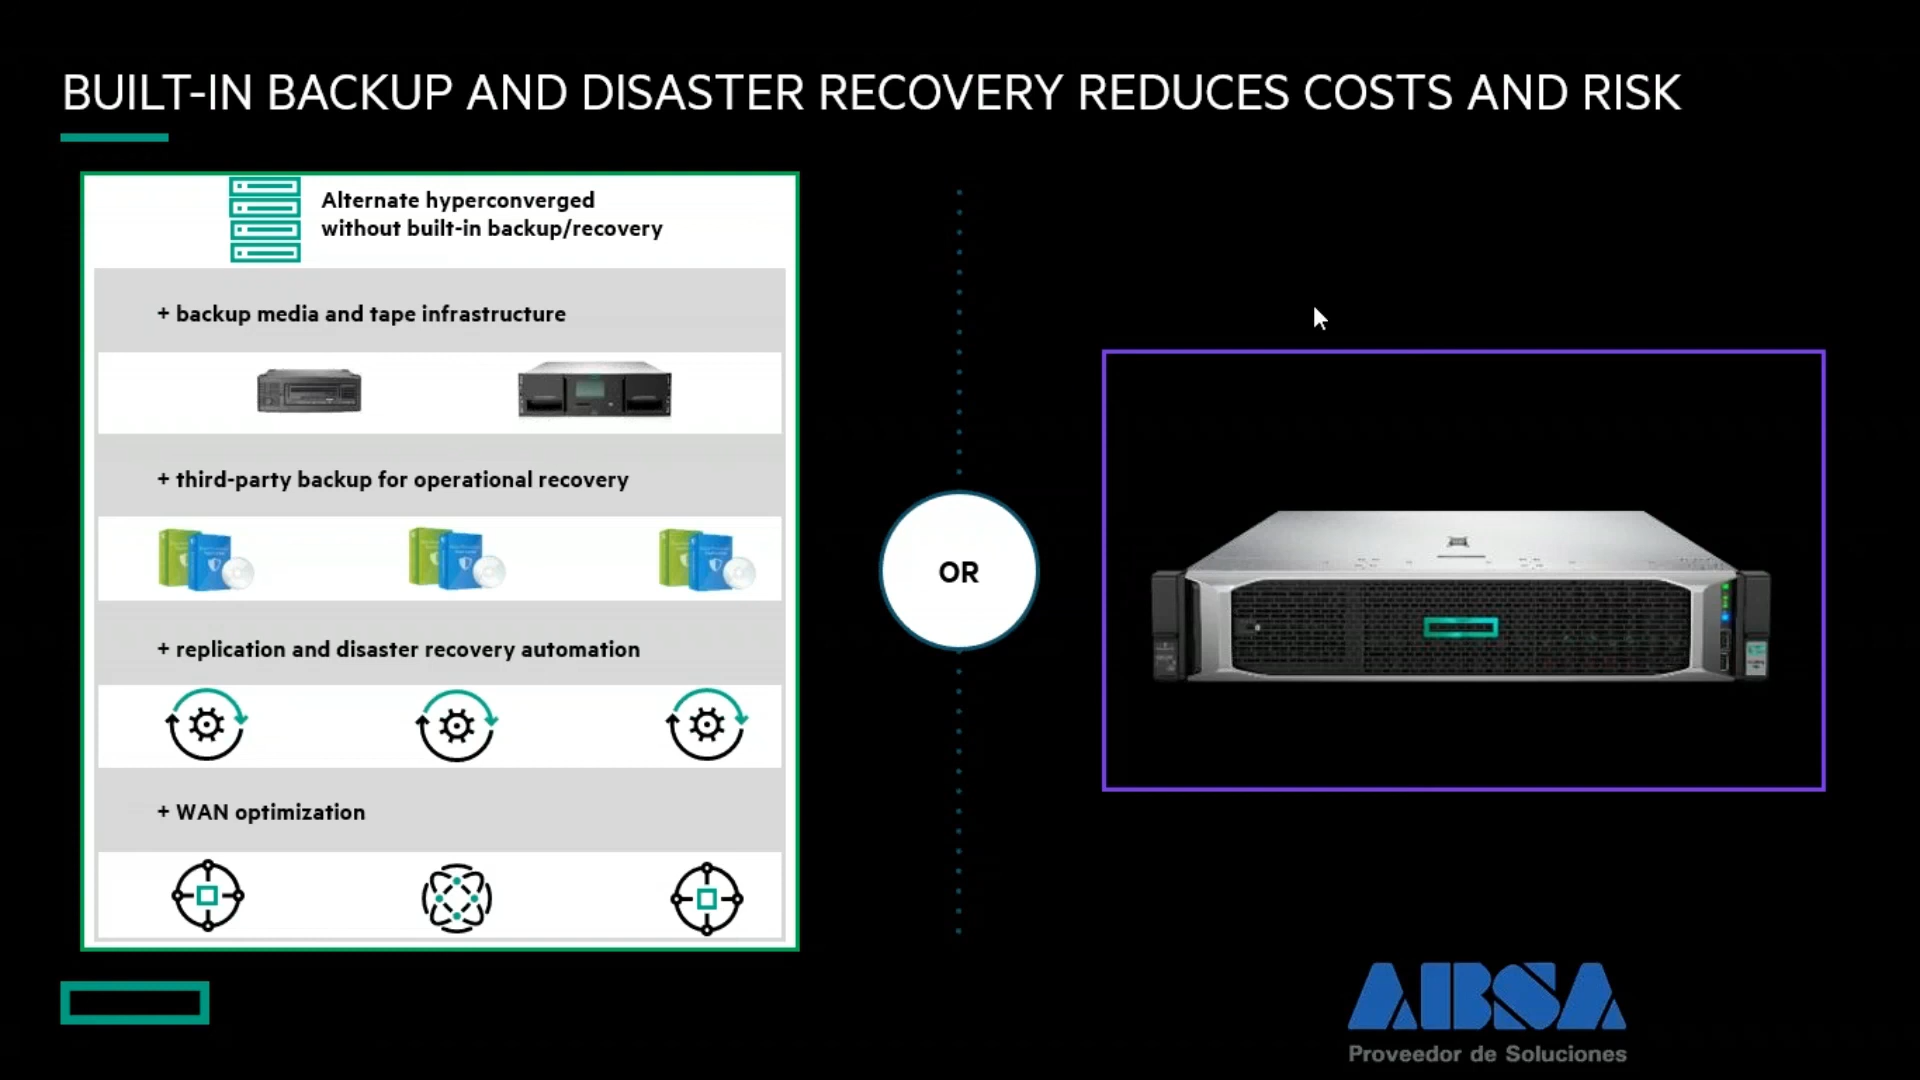 BUILT-IN BACKUP AND DISASTER RECOVERY REDUCES COSTS AND RISK
Alternate hyperconverged
without built-in backup/recovery
+ backup media and tape infrastructure
+ third-party backup for operational recovery
+ replication and disaster recovery automation
+ WAN optimization
OR
ABSA
Proveedor de Soluciones